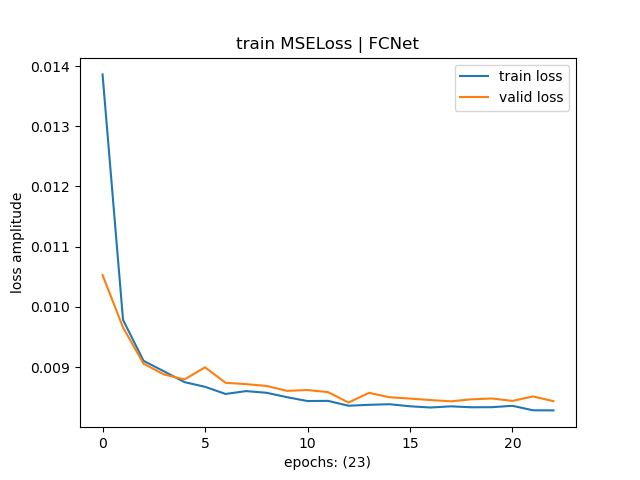 train MSELoss | FCNet
train loss
valid loss
loss amplitude
0.014
0.013
0.012
0.011
0.010
0.009
0 5 10 15 20
epochs: (23)